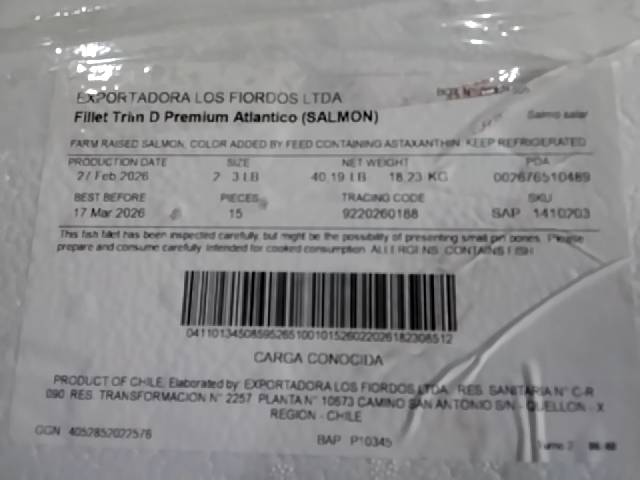 EXPORTADORA LOS FIORDOS LTDA
Fillet Trim D Premium Atlantico (SALMON)
Salmo salar
FARM RAISED SALMON, COLOR ADDED BY FEED CONTAINING ASTAXANTHIN. KEEP REFRIGERATED
PRODUCTION DATE SIZE NET WEIGHT FDA
Feb 2026 2 3 LB 40.19 LB 18.23 KG 002676510489
BEST BEFORE PIECES TRACING CODE SKU
17 Mar 2026 15 9220260188 SAP 1410203
This fish fillet has been inspected carefully, but might be the possibility of presenting small pin bones. Please
prepare and consume carefully. Intended for cooked consumption. ALLERGENS: CONTAINS FISH
CARGA CONOCIDA
PRODUCT OF CHILE, Elaborated by: EXPORTADORA LOS FIORDOS LTDA, RES. SANITARIA N° C-R
090. RES. TRANSFORMACION N° 2257 PLANTA N° 10673 CAMINO SAN ANTONIO S/N - QUELLON - X
REGION - CHILE
GGN 4052852022576
BAP P10345